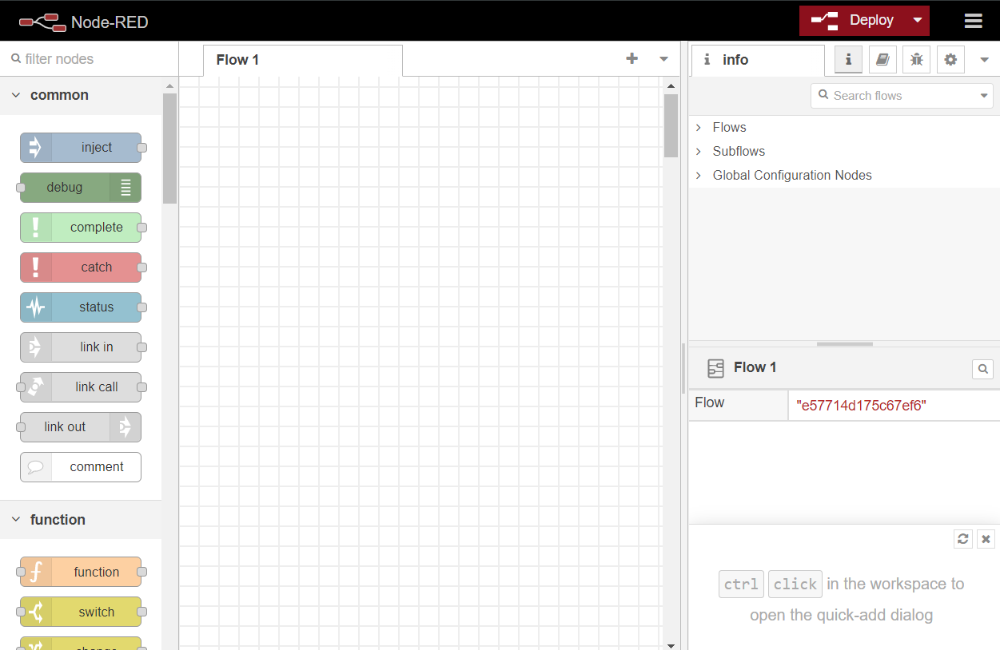 Node-RED
Deploy
filter nodes
Flow 1
info
Search flows
common
inject
debug
complete
catch
status
link in
link call
link out
comment
function
function
switch
change
Flows
Subflows
Global Configuration Nodes
Flow 1
Flow "e57714d175c67ef6"
ctrl click in the workspace to
open the quick-add dialog